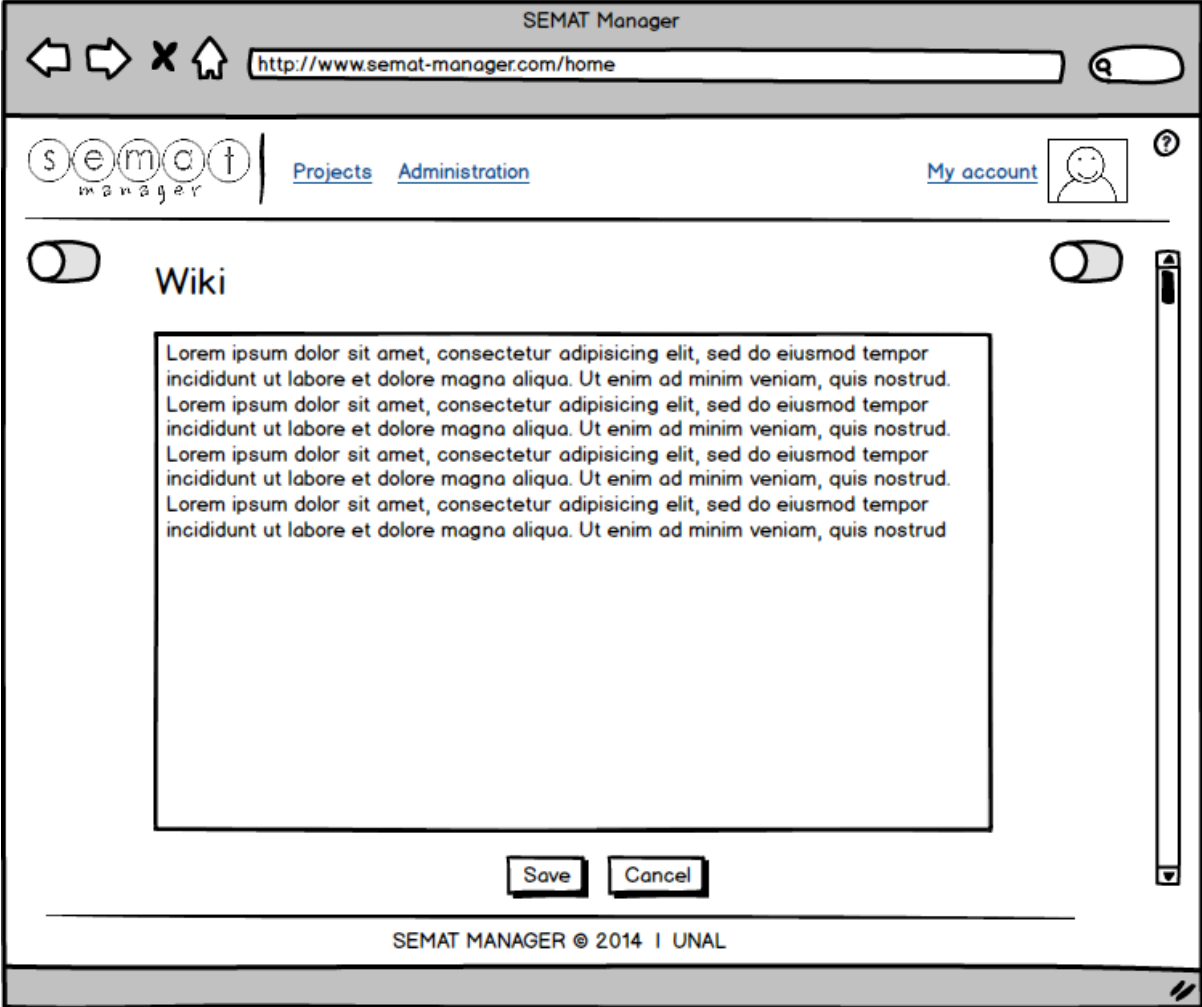 SEMAT Manager
http://www.semat-manager.com/home
semat
manager
Projects Administration My account
?
Wiki
Lorem ipsum dolor sit amet, consectetur adipisicing elit, sed do eiusmod tempor
incididunt ut labore et dolore magna aliqua. Ut enim ad minim veniam, quis nostrud.
Lorem ipsum dolor sit amet, consectetur adipisicing elit, sed do eiusmod tempor
incididunt ut labore et dolore magna aliqua. Ut enim ad minim veniam, quis nostrud.
Lorem ipsum dolor sit amet, consectetur adipisicing elit, sed do eiusmod tempor
incididunt ut labore et dolore magna aliqua. Ut enim ad minim veniam, quis nostrud.
Lorem ipsum dolor sit amet, consectetur adipisicing elit, sed do eiusmod tempor
incididunt ut labore et dolore magna aliqua. Ut enim ad minim veniam, quis nostrud
Save Cancel
SEMAT MANAGER © 2014 | UNAL